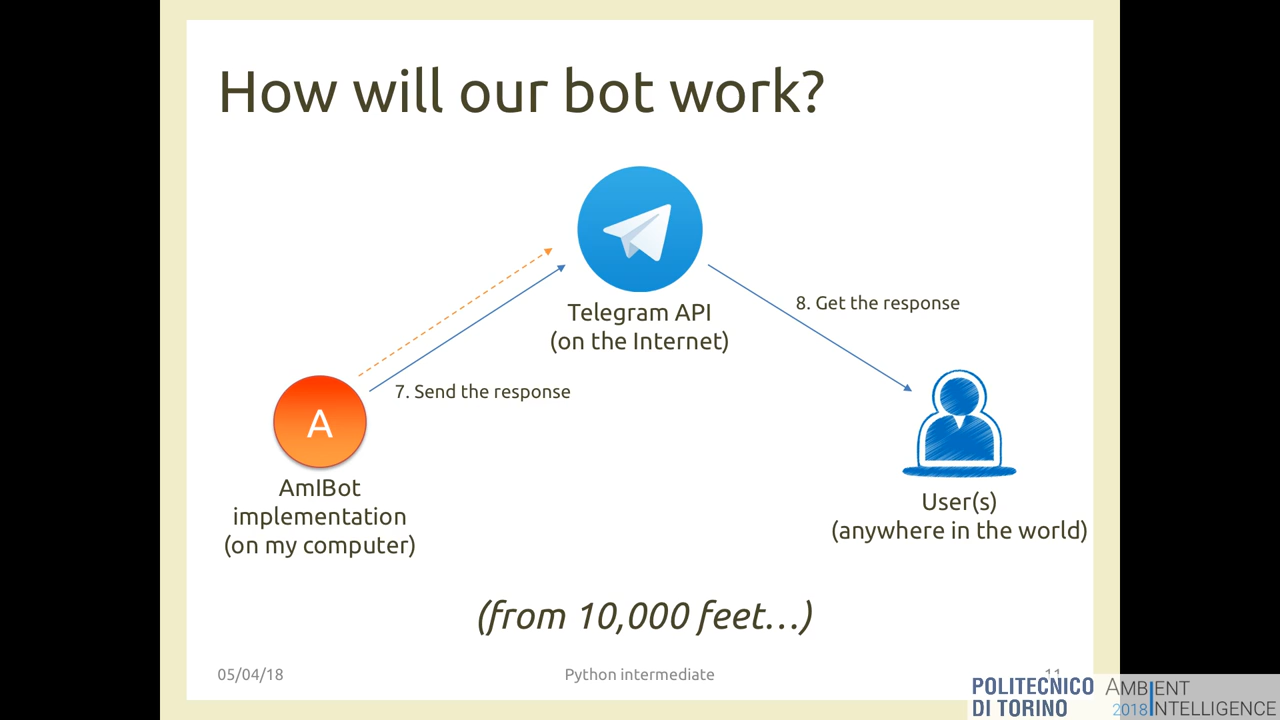 How will our bot work?
8. Get the response
Telegram API
(on the Internet)
7. Send the response
A
AmIBot
implementation
(on my computer)
User(s)
(anywhere in the world)
(from 10,000 feet…)
05/04/18
Python intermediate
11
POLITECNICO
DI TORINO
AMBIENT
2018 INTELLIGENCE